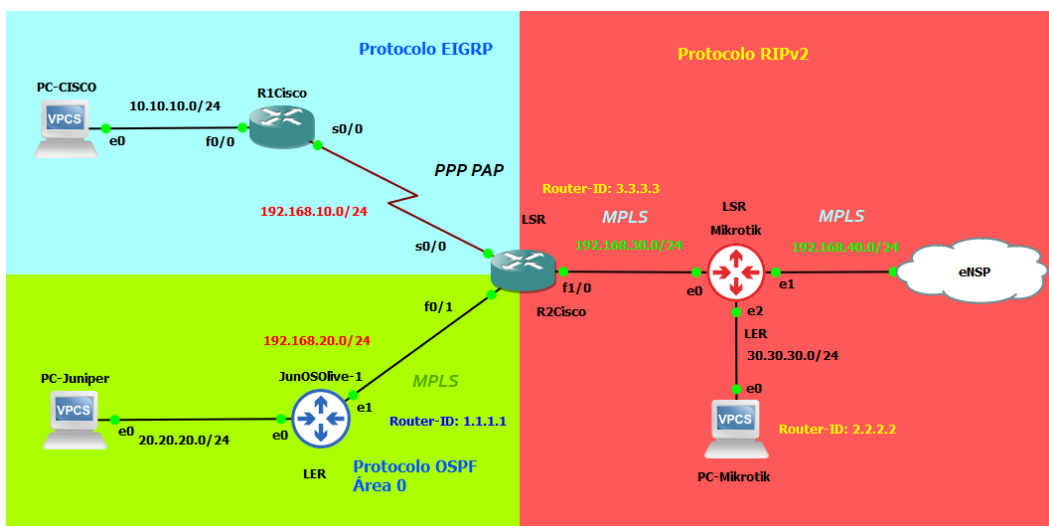 Protocolo EIGRP
PC-CISCO
VPCS
e0
10.10.10.0/24
f0/0
R1Cisco
s0/0
PPP PAP
192.168.10.0/24
s0/0
Protocolo RIPv2
Router-ID: 3.3.3.3
LSR
MPLS
192.168.30.0/24
f1/0
R2Cisco
e0
LSR
Mikrotik
e1
MPLS
192.168.40.0/24
eNSP
e2
LER
30.30.30.0/24
e0
VPCS
Router-ID: 2.2.2.2
PC-Mikrotik
f0/1
192.168.20.0/24
PC-Juniper
VPCS
e0
20.20.20.0/24
JunOSOlive-1
MPLS
e1
e0
Router-ID: 1.1.1.1
LER
Protocolo OSPF
Área 0